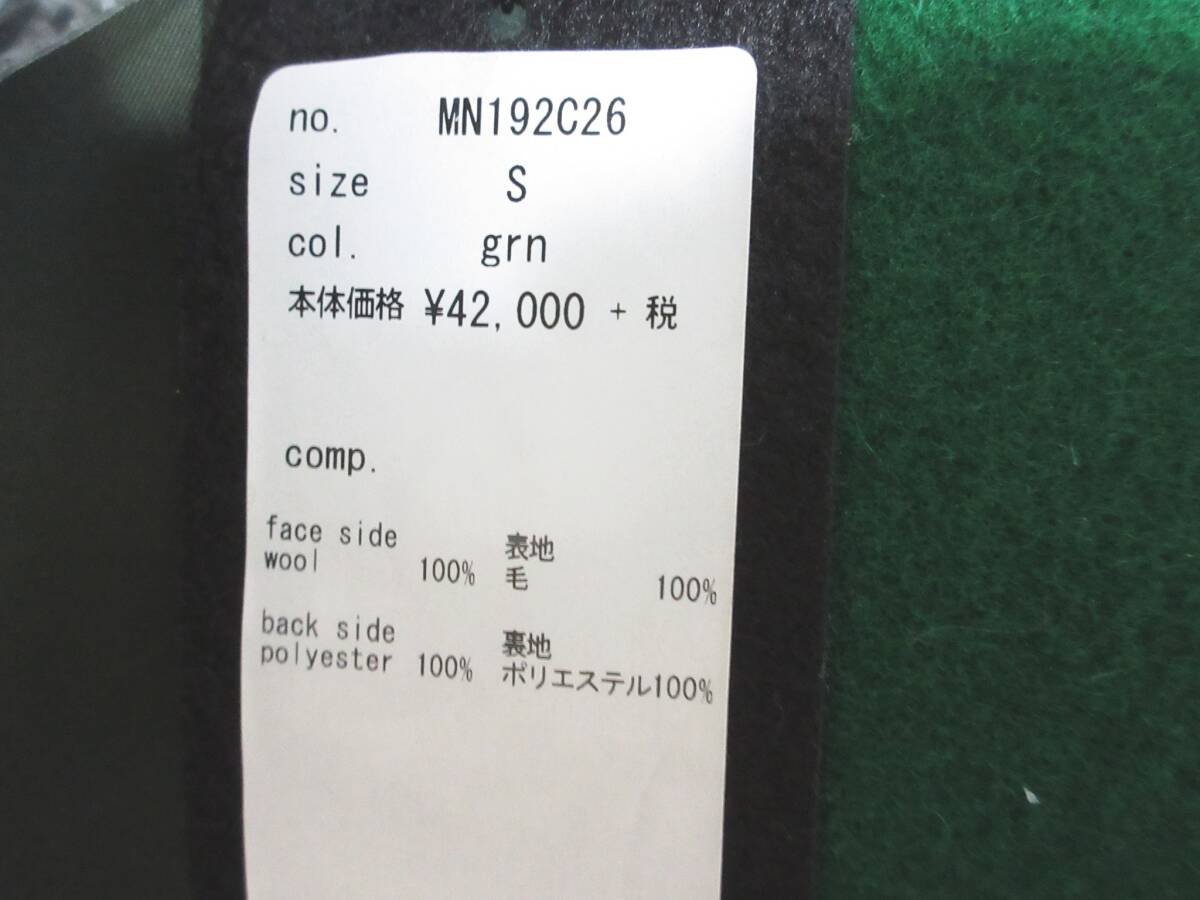 no. MN192C26
size S
col. grn
本体価格 ¥42,000 + 税
comp.
face side 表地
wool 100% 毛 100%
back side 裏地
polyester 100% ポリエステル100%